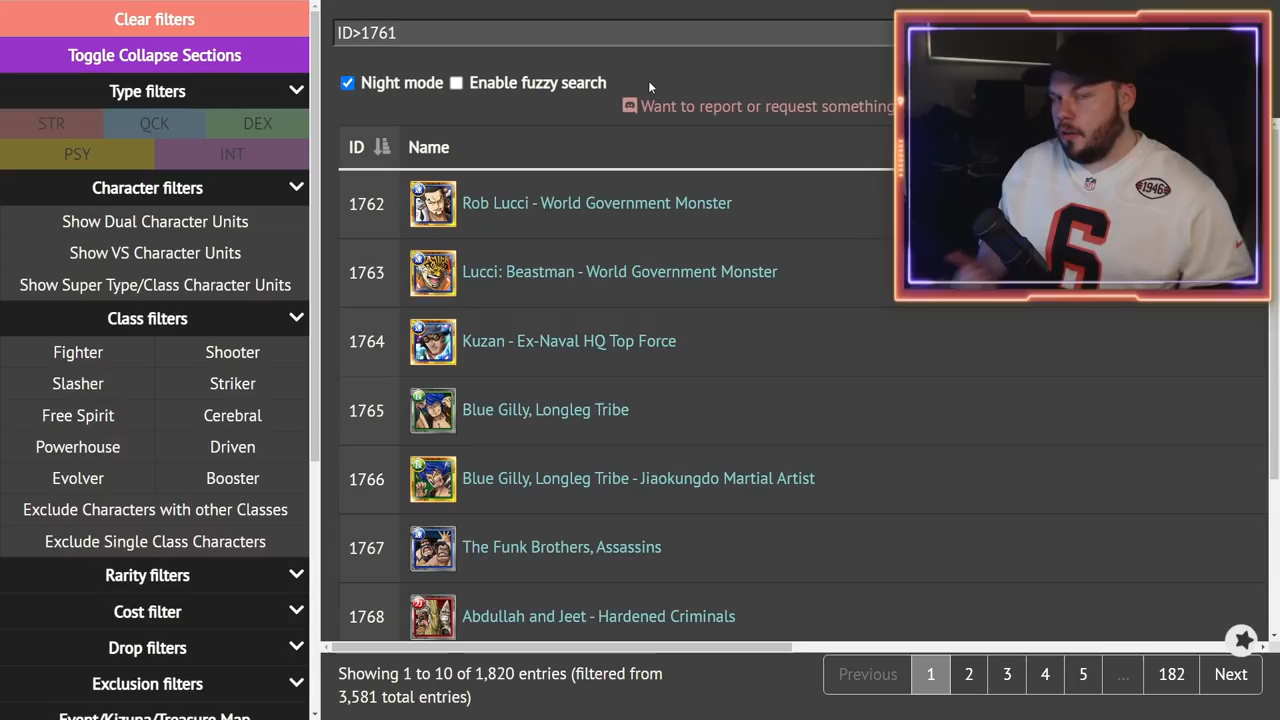 Clear filters
Toggle Collapse Sections
Type filters
STR QCK DEX
PSY INT
Character filters
Show Dual Character Units
Show VS Character Units
Show Super Type/Class Character Units
Class filters
Fighter Shooter
Slasher Striker
Free Spirit Cerebral
Powerhouse Driven
Evolver Booster
Exclude Characters with other Classes
Exclude Single Class Characters
Rarity filters
Cost filter
Drop filters
Exclusion filters
Event/Kizuna/Treasure Map
ID>1761
Night mode Enable fuzzy search
Want to report or request something
ID Name
1762 Rob Lucci - World Government Monster
1763 Lucci: Beastman - World Government Monster
1764 Kuzan - Ex-Naval HQ Top Force
1765 Blue Gilly, Longleg Tribe
1766 Blue Gilly, Longleg Tribe - Jiaokungdo Martial Artist
1767 The Funk Brothers, Assassins
1768 Abdullah and Jeet - Hardened Criminals
Showing 1 to 10 of 1,820 entries (filtered from
3,581 total entries)
Previous 1 2 3 4 5 ... 182 Next
1946
6